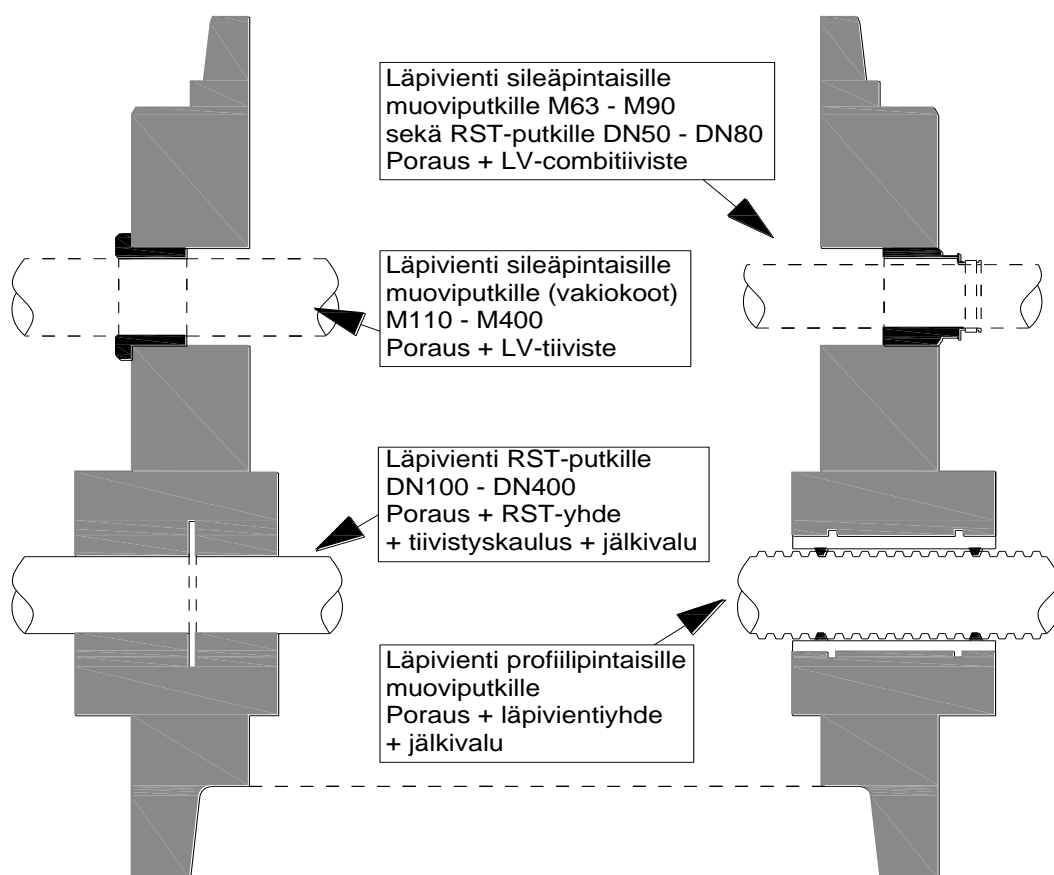 Läpivienti sileäpintaisille
muoviputkille M63 - M90
sekä RST-putkille DN50 - DN80
Poraus + LV-combitiiviste
Läpivienti sileäpintaisille
muoviputkille (vakiokoot)
M110 - M400
Poraus + LV-tiiviste
Läpivienti RST-putkille
DN100 - DN400
Poraus + RST-yhde
+ tiivistyskaulus + jälkivalu
Läpivienti profiilipintaisille
muoviputkille
Poraus + läpivientiyhde
+ jälkivalu